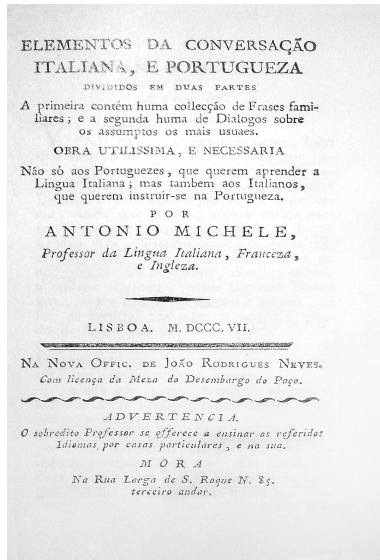 ELEMENTOS DA CONVERSAÇÃO
ITALIANA, E PORTUGUEZA
DIVIDIDOS EM DUAS PARTES
A primeira contém huma collecção de Frases fami-
liares; e a segunda huma de Dialogos sobre
os assumptos os mais usuaes.
OBRA UTILISSIMA, E NECESSARIA
Não só aos Portuguezes, que querem aprender a
Lingua Italiana; mas tambem aos Italianos,
que querem instruir-se na Portugueza.
POR
ANTONIO MICHELE,
Professor da Lingua Italiana, Franceza,
e Ingleza.
LISBOA. M. DCCC. VII.
NA NOVA OFFIC. DE JOÃO RODRIGUES NEVES.
Com licença da Meza do Desembargo do Paço.
ADVERTENCIA.
O sobredito Professor se offerece a ensinar os referidos
Idiomas por casas particulares, e na sua.
MORA
Na Rua Larga de S. Roque N. 85.
terceiro andar.